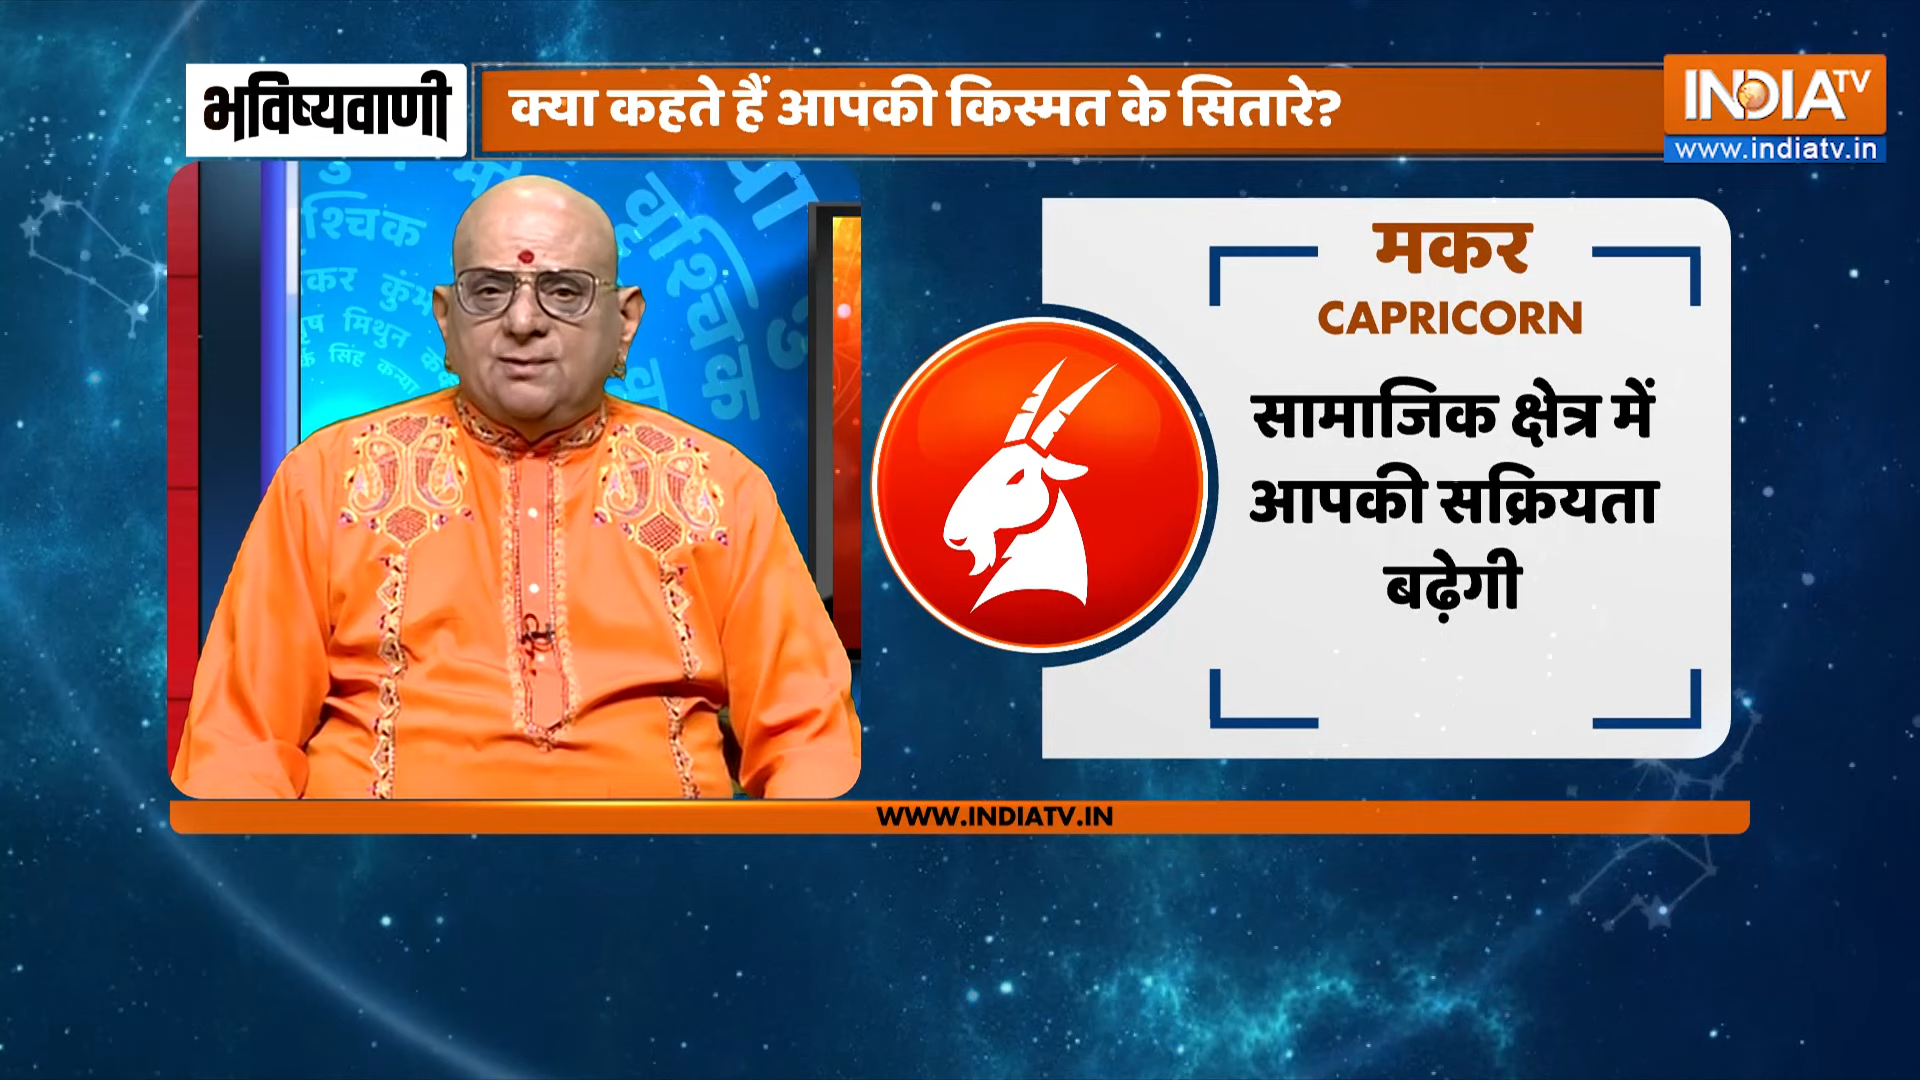 भविष्यवाणी
क्या कहते हैं आपकी किस्मत के सितारे?
INDIA TV
www.indiatv.in
वृश्चिक
कुंभ
मिथुन
सिंह कन्या
मकर
CAPRICORN
सामाजिक क्षेत्र में
आपकी सक्रियता
बढ़ेगी
WWW.INDIATV.IN